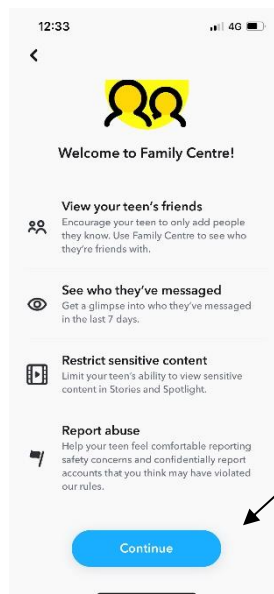 12:33
4G
Welcome to Family Centre!
View your teen's friends
Encourage your teen to only add people
they know. Use Family Centre to see who
they're friends with.
See who they've messaged
Get a glimpse into who they've messaged
in the last 7 days.
Restrict sensitive content
Limit your teen's ability to view sensitive
content in Stories and Spotlight.
Report abuse
Help your teen feel comfortable reporting
safety concerns and confidentially report
accounts that you think may have violated
our rules.
Continue